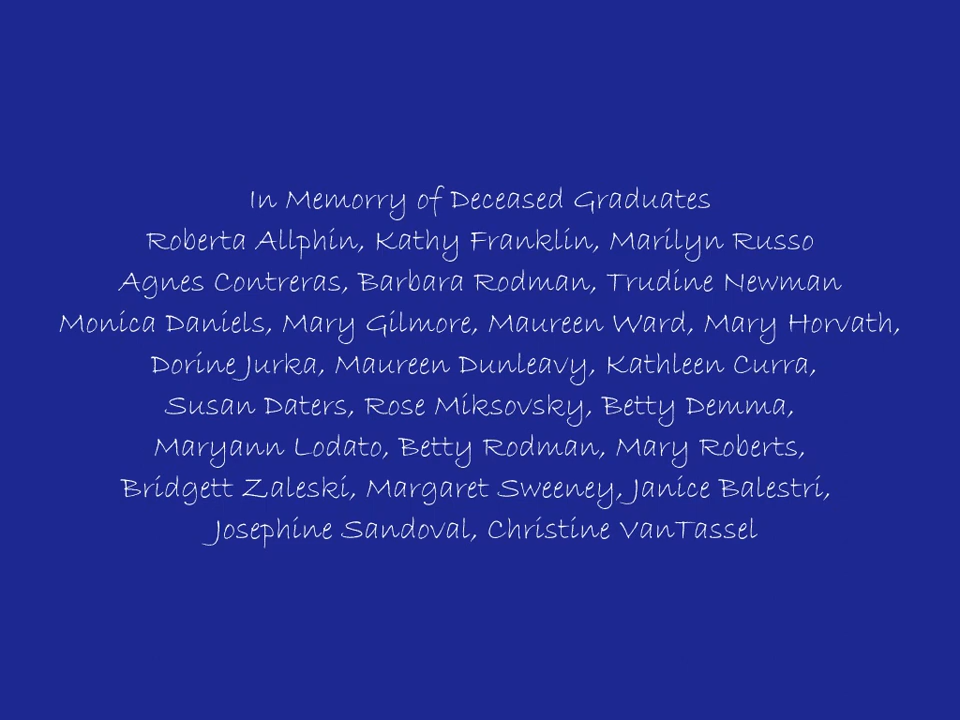 In Memorry of Deceased Graduates
Roberta Allphin, Kathy Franklin, Marilyn Russo
Agnes Contreras, Barbara Rodman, Trudine Newman
Monica Daniels, Mary Gilmore, Maureen Ward, Mary Horvath,
Dorine Jurka, Maureen Dunleavy, Kathleen Curra,
Susan Daters, Rose Miksovsky, Betty Demma,
Maryann Lodato, Betty Rodman, Mary Roberts,
Bridgett Zaleski, Margaret Sweeney, Janice Balestri,
Josephine Sandoval, Christine VanTassel